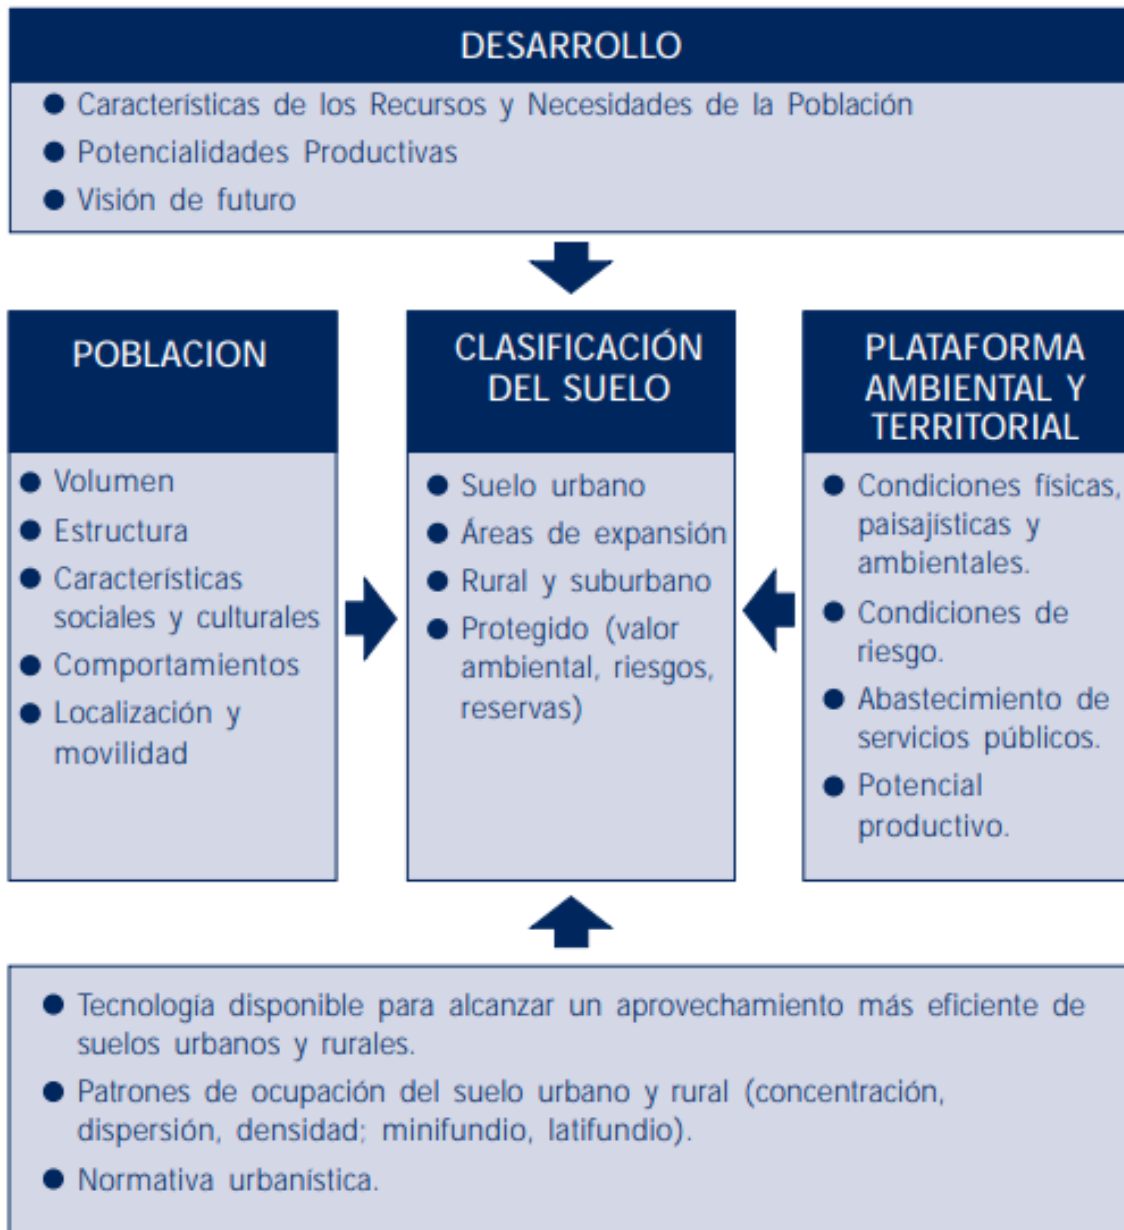 DESARROLLO
● Características de los Recursos y Necesidades de la Población
● Potencialidades Productivas
● Visión de futuro
POBLACION
● Volumen
● Estructura
● Características
sociales y culturales
● Comportamientos
● Localización y
movilidad
CLASIFICACIÓN
DEL SUELO
● Suelo urbano
● Áreas de expansión
● Rural y suburbano
● Protegido (valor
ambiental, riesgos,
reservas)
PLATAFORMA
AMBIENTAL Y
TERRITORIAL
● Condiciones físicas,
paisajísticas y
ambientales.
● Condiciones de
riesgo.
● Abastecimiento de
servicios públicos.
● Potencial
productivo.
● Tecnología disponible para alcanzar un aprovechamiento más eficiente de
suelos urbanos y rurales.
● Patrones de ocupación del suelo urbano y rural (concentración,
dispersión, densidad; minifundio, latifundio).
● Normativa urbanística.